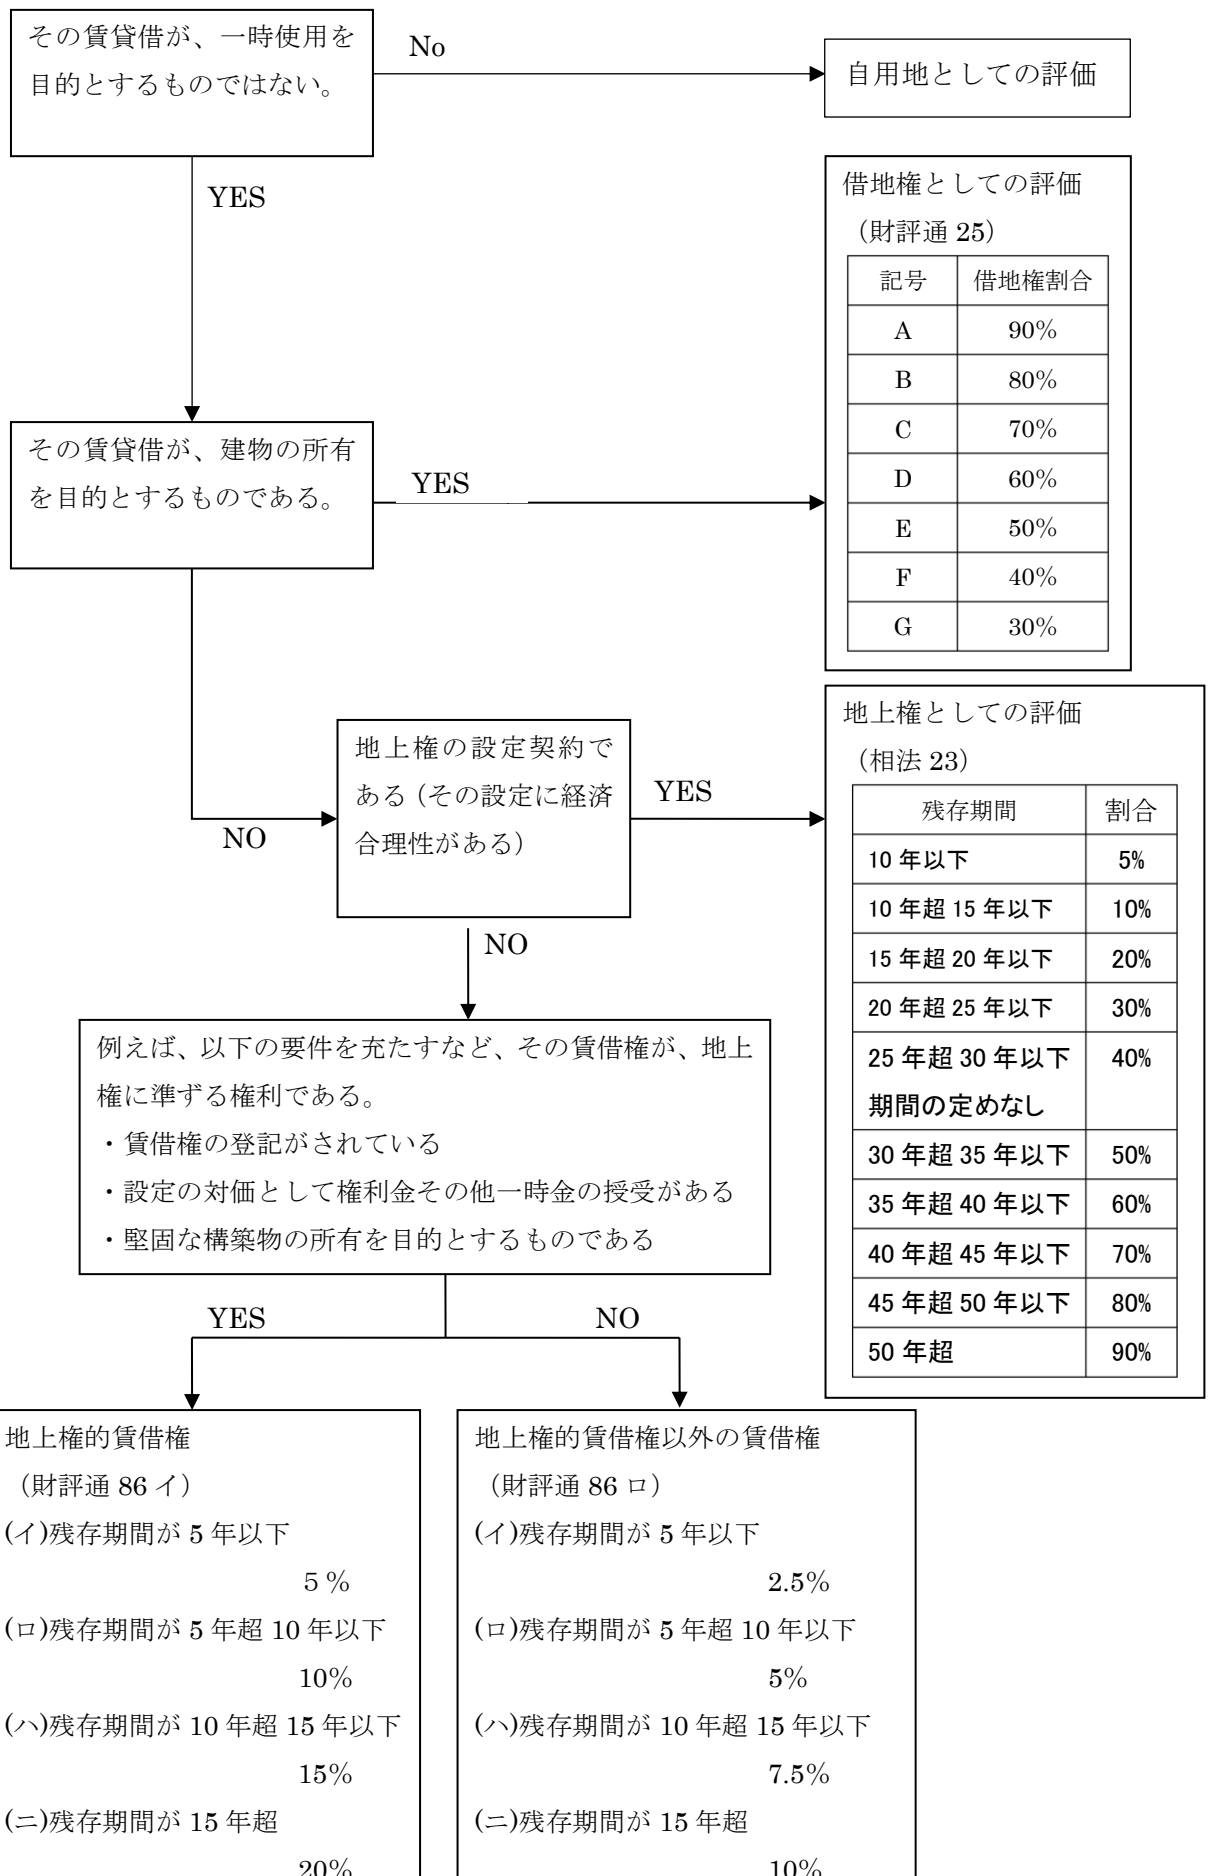 その賃貸借が、一時使用を
目的とするものではない。
No
自用地としての評価
YES
借地権としての評価
（財評通 25）
記号 借地権割合
A 90%
B 80%
C 70%
D 60%
E 50%
F 40%
G 30%
その賃貸借が、建物の所有
を目的とするものである。
YES
地上権の設定契約で
ある（その設定に経済
合理性がある）
NO
YES
地上権としての評価
（相法 23）
残存期間 割合
10 年以下 5%
10 年超 15 年以下 10%
15 年超 20 年以下 20%
20 年超 25 年以下 30%
25 年超 30 年以下 40%
期間の定めなし
30 年超 35 年以下 50%
35 年超 40 年以下 60%
40 年超 45 年以下 70%
45 年超 50 年以下 80%
50 年超 90%
NO
例えば、以下の要件を充たすなど、その賃借権が、地上
権に準ずる権利である。
・賃借権の登記がされている
・設定の対価として権利金その他一時金の授受がある
・堅固な構築物の所有を目的とするものである
YES
NO
地上権的賃借権
（財評通 86 イ）
(イ)残存期間が 5 年以下
５%
(ロ)残存期間が 5 年超 10 年以下
10%
(ハ)残存期間が 10 年超 15 年以下
15%
(ニ)残存期間が 15 年超
20%
地上権的賃借権以外の賃借権
（財評通 86 ロ）
(イ)残存期間が 5 年以下
2.5%
(ロ)残存期間が 5 年超 10 年以下
5%
(ハ)残存期間が 10 年超 15 年以下
7.5%
(ニ)残存期間が 15 年超
10%